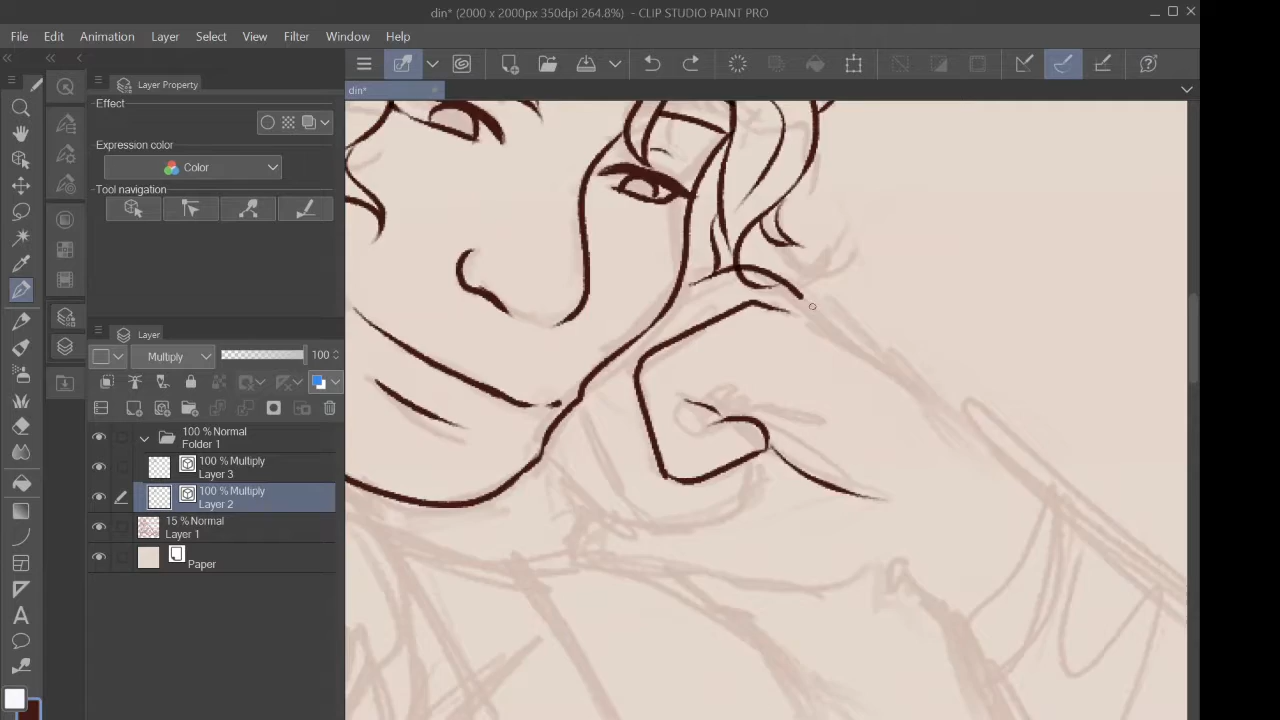 din* (2000 x 2000px 350dpi 264.8%) - CLIP STUDIO PAINT PRO
File Edit Animation Layer Select View Filter Window Help
din*
Layer Property
Effect
Expression color
Color
Tool navigation
Layer
Multiply 100
100 % Normal
Folder 1
100 % Multiply
Layer 3
100 % Multiply
Layer 2
15 % Normal
Layer 1
Paper